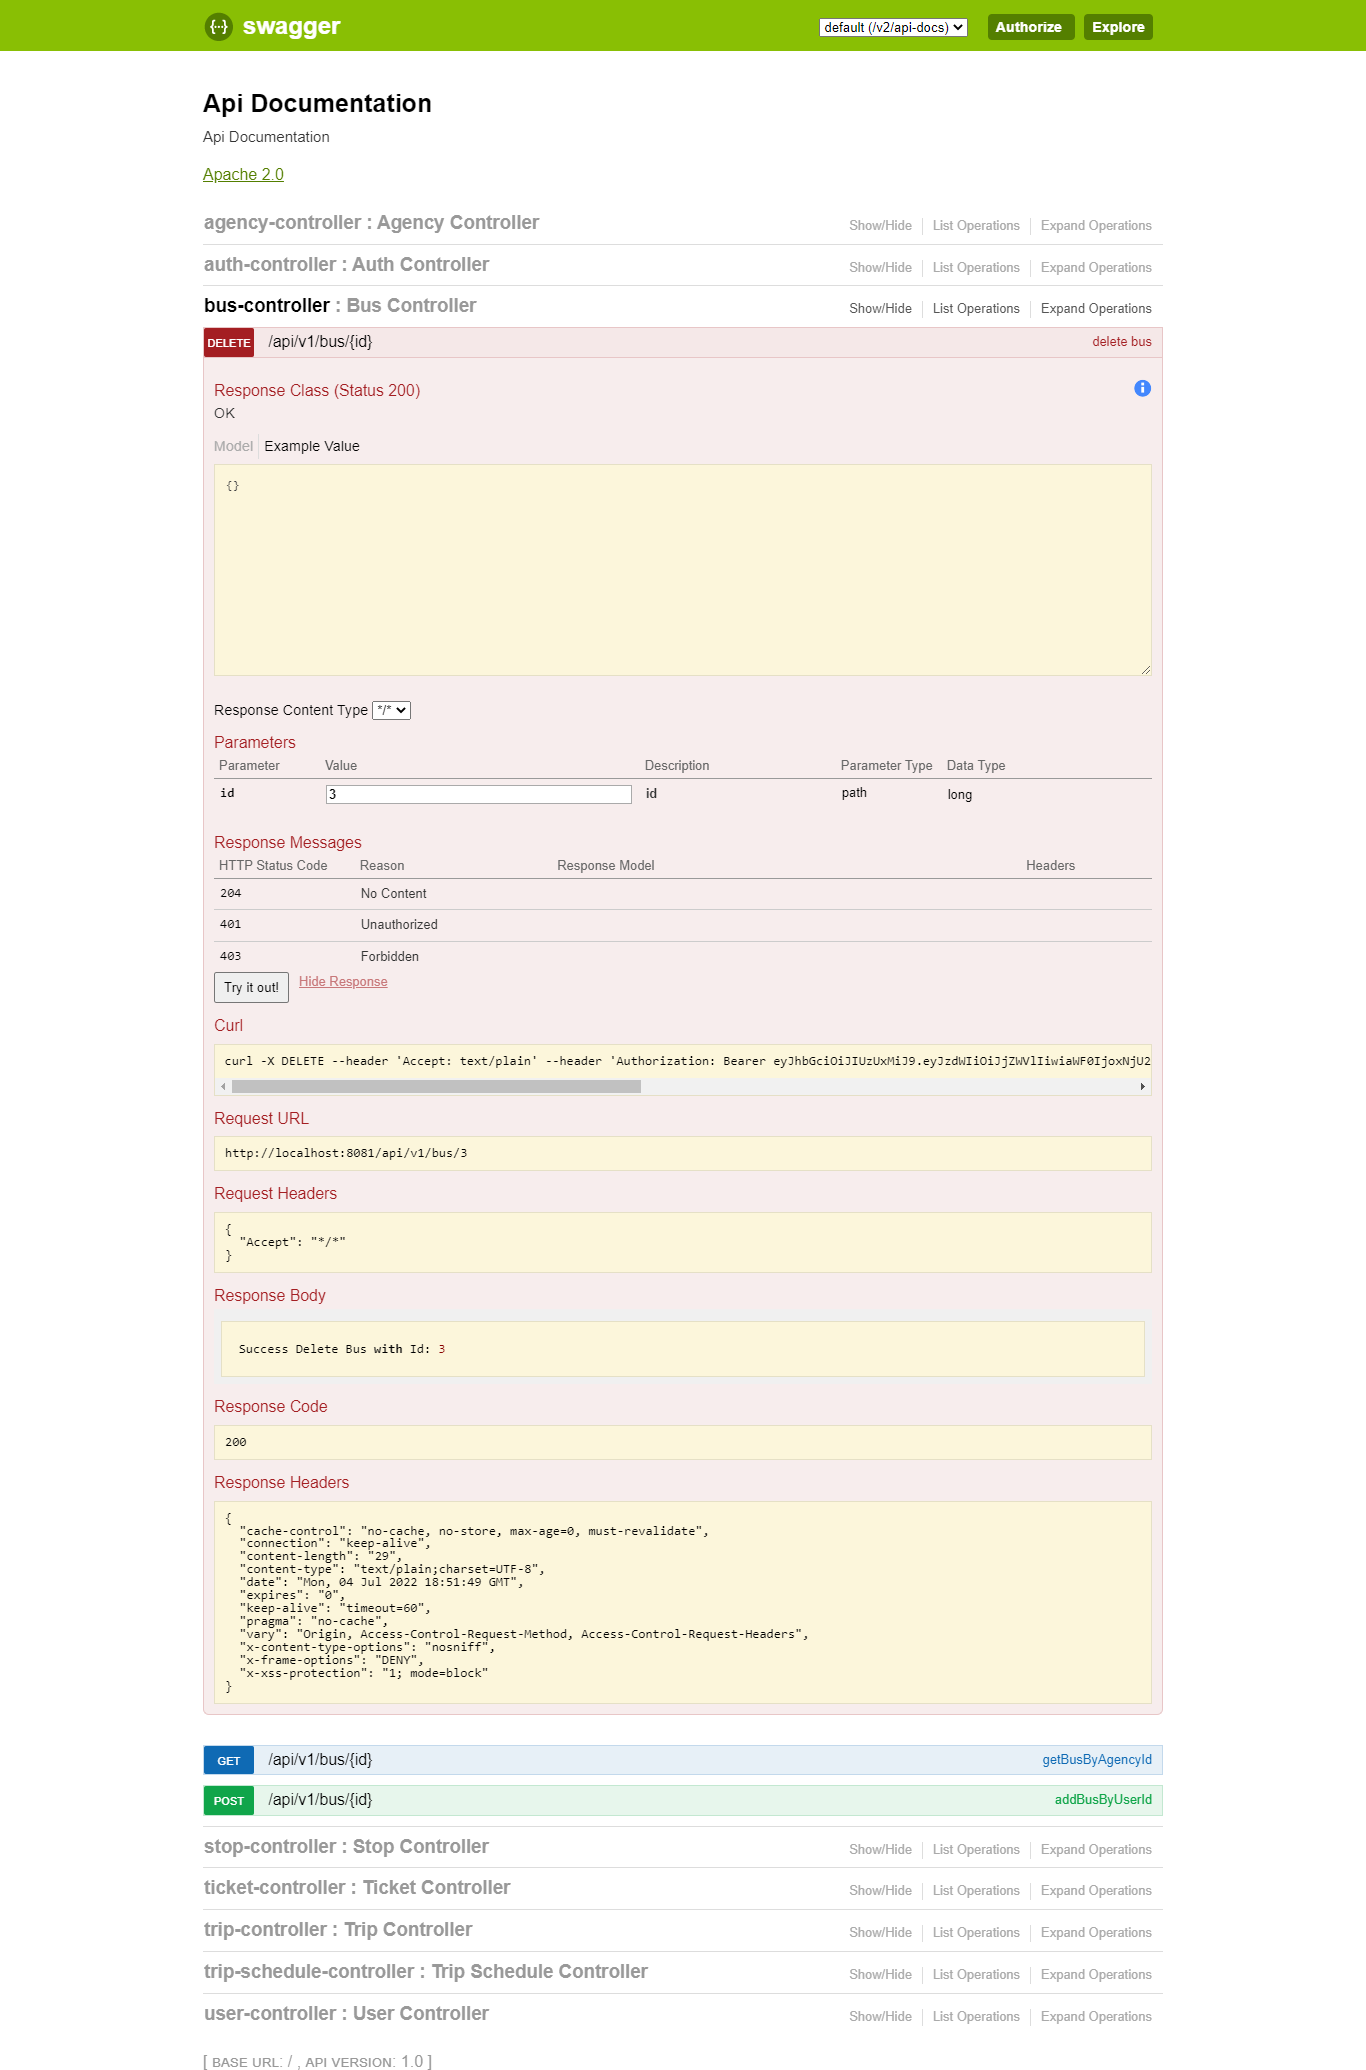 swagger
default (/v2/api-docs)
Authorize
Explore
Api Documentation
Api Documentation
Apache 2.0
agency-controller : Agency Controller
Show/Hide
List Operations
Expand Operations
auth-controller : Auth Controller
Show/Hide
List Operations
Expand Operations
bus-controller : Bus Controller
Show/Hide
List Operations
Expand Operations
DELETE /api/v1/bus/{id} delete bus
Response Class (Status 200)
OK
Model
Example Value
{}
Response Content Type */*
Parameters
Parameter Value Description Parameter Type Data Type
id 3 id path long
Response Messages
HTTP Status Code Reason Response Model Headers
204 No Content
401 Unauthorized
403 Forbidden
Try it out!
Hide Response
Curl
curl -X DELETE --header 'Accept: text/plain' --header 'Authorization: Bearer eyJhbGciOiJIUzUxMiJ9.eyJzdWIiOiJjZWVlIiwiaWF0IjoxNjU2
Request URL
http://localhost:8081/api/v1/bus/3
Request Headers
{
  "Accept": "*/*"
}
Response Body
Success Delete Bus with Id: 3
Response Code
200
Response Headers
{
  "cache-control": "no-cache, no-store, max-age=0, must-revalidate",
  "connection": "keep-alive",
  "content-length": "29",
  "content-type": "text/plain;charset=UTF-8",
  "date": "Mon, 04 Jul 2022 18:51:49 GMT",
  "expires": "0",
  "keep-alive": "timeout=60",
  "pragma": "no-cache",
  "vary": "Origin, Access-Control-Request-Method, Access-Control-Request-Headers",
  "x-content-type-options": "nosniff",
  "x-frame-options": "DENY",
  "x-xss-protection": "1; mode=block"
}
GET /api/v1/bus/{id} getBusByAgencyId
POST /api/v1/bus/{id} addBusByUserId
stop-controller : Stop Controller
Show/Hide
List Operations
Expand Operations
ticket-controller : Ticket Controller
Show/Hide
List Operations
Expand Operations
trip-controller : Trip Controller
Show/Hide
List Operations
Expand Operations
trip-schedule-controller : Trip Schedule Controller
Show/Hide
List Operations
Expand Operations
user-controller : User Controller
Show/Hide
List Operations
Expand Operations
[ BASE URL: / , API VERSION: 1.0 ]